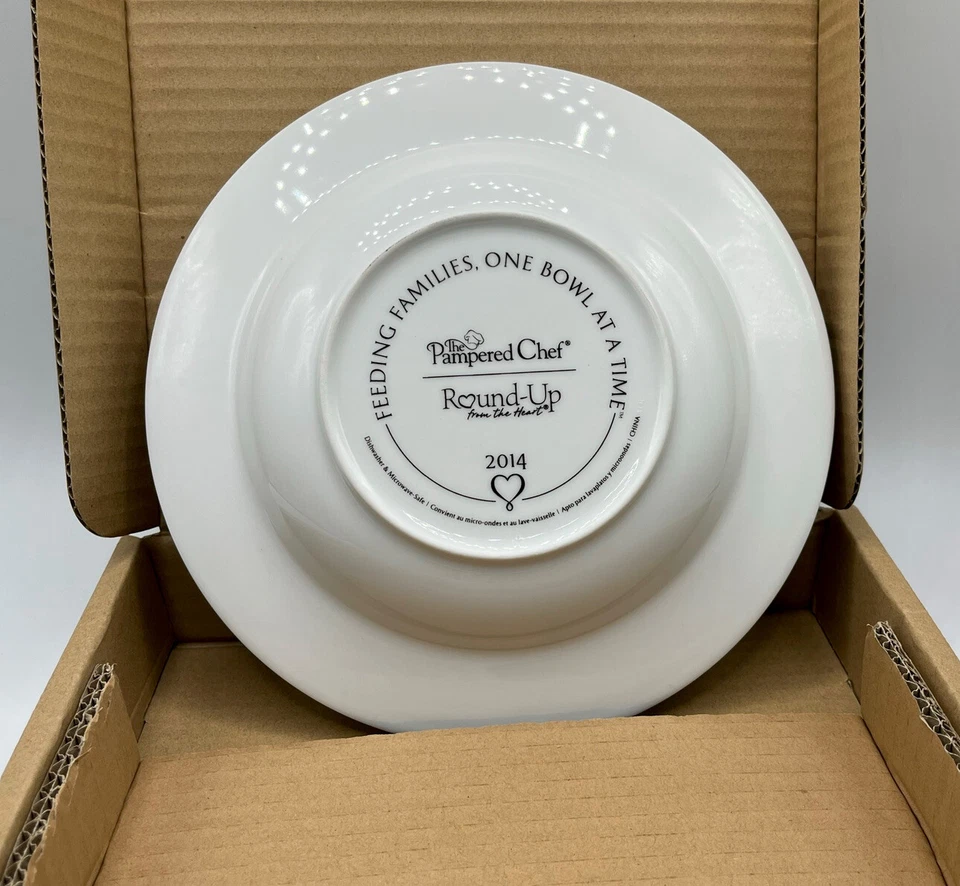 FEEDING FAMILIES, ONE BOWL AT A TIME™
The
Pampered Chef®
Round-Up
from the Heart®
2014
Dishwasher & Microwave-Safe | Convient au micro-ondes et au lave-vaisselle | Apto para lavaplatos y microondas | CHINA